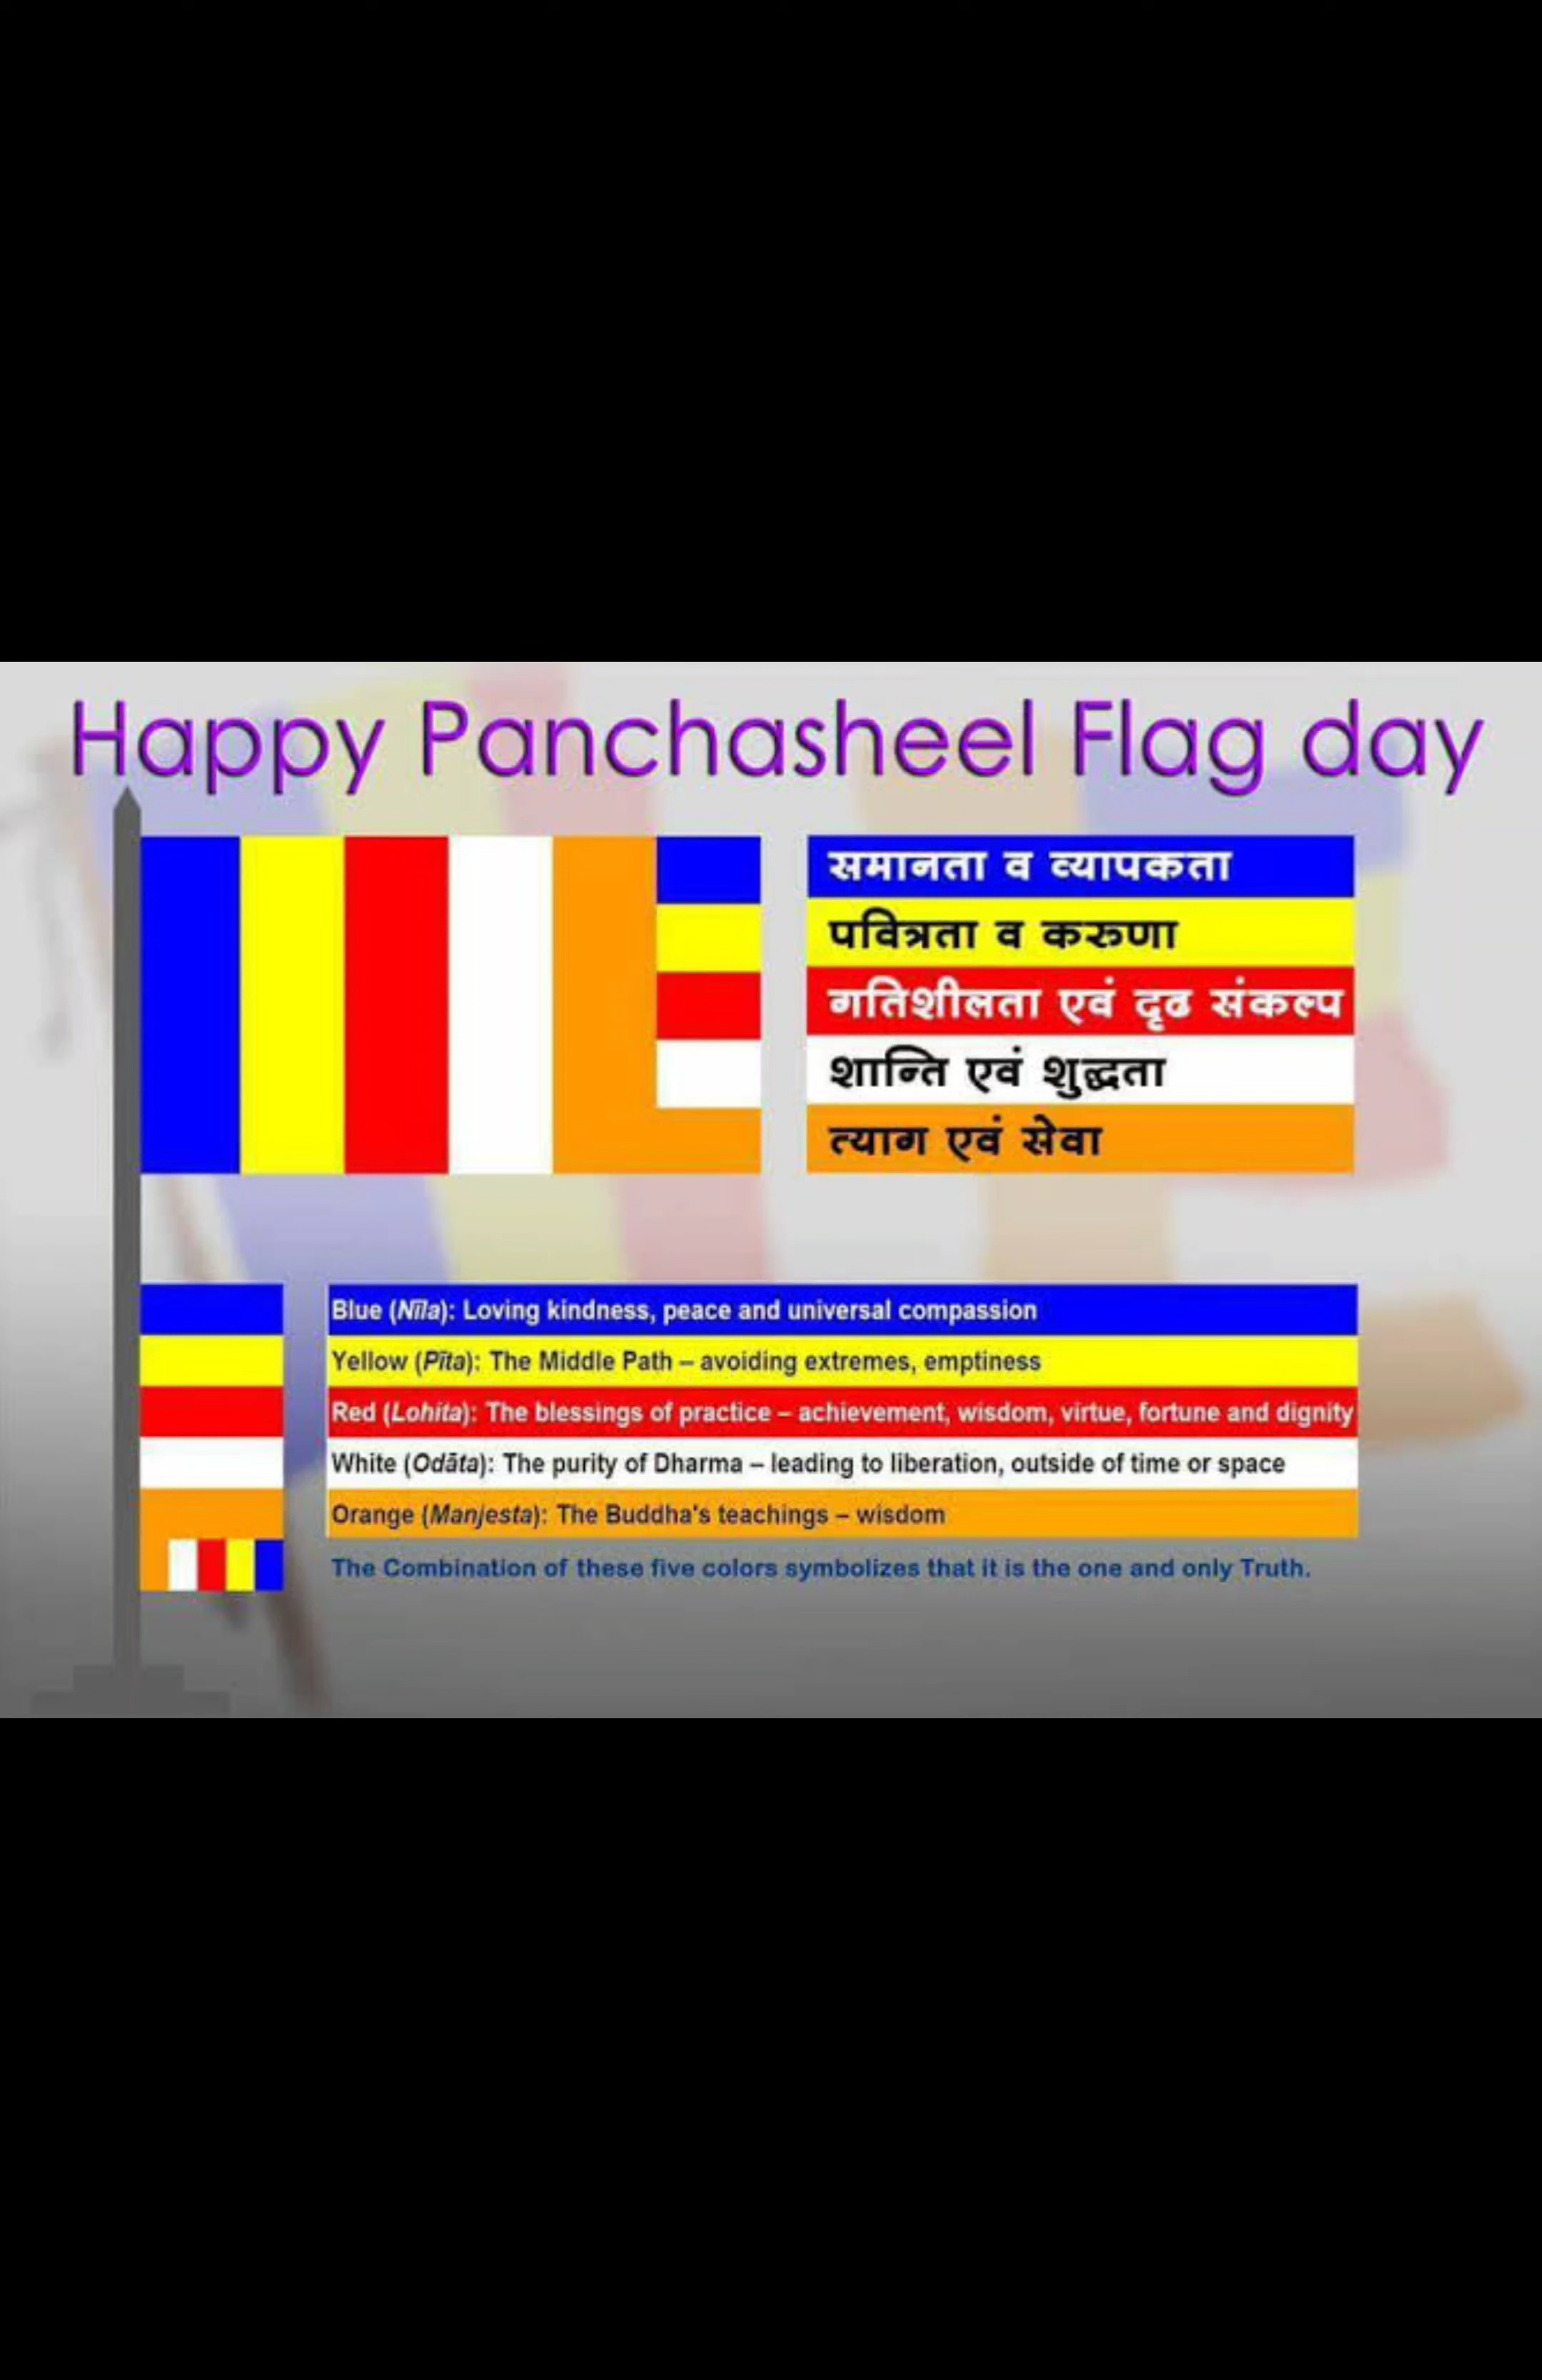 Happy Panchasheel Flag day
समानता व व्यापकता
पवित्रता व करुणा
गतिशीलता एवं दृढ संकल्प
शान्ति एवं शुद्धता
त्याग एवं सेवा
Blue (Nīla): Loving kindness, peace and universal compassion
Yellow (Pīta): The Middle Path – avoiding extremes, emptiness
Red (Lohita): The blessings of practice – achievement, wisdom, virtue, fortune and dignity
White (Odāta): The purity of Dharma – leading to liberation, outside of time or space
Orange (Manjesta): The Buddha's teachings – wisdom
The Combination of these five colors symbolizes that it is the one and only Truth.